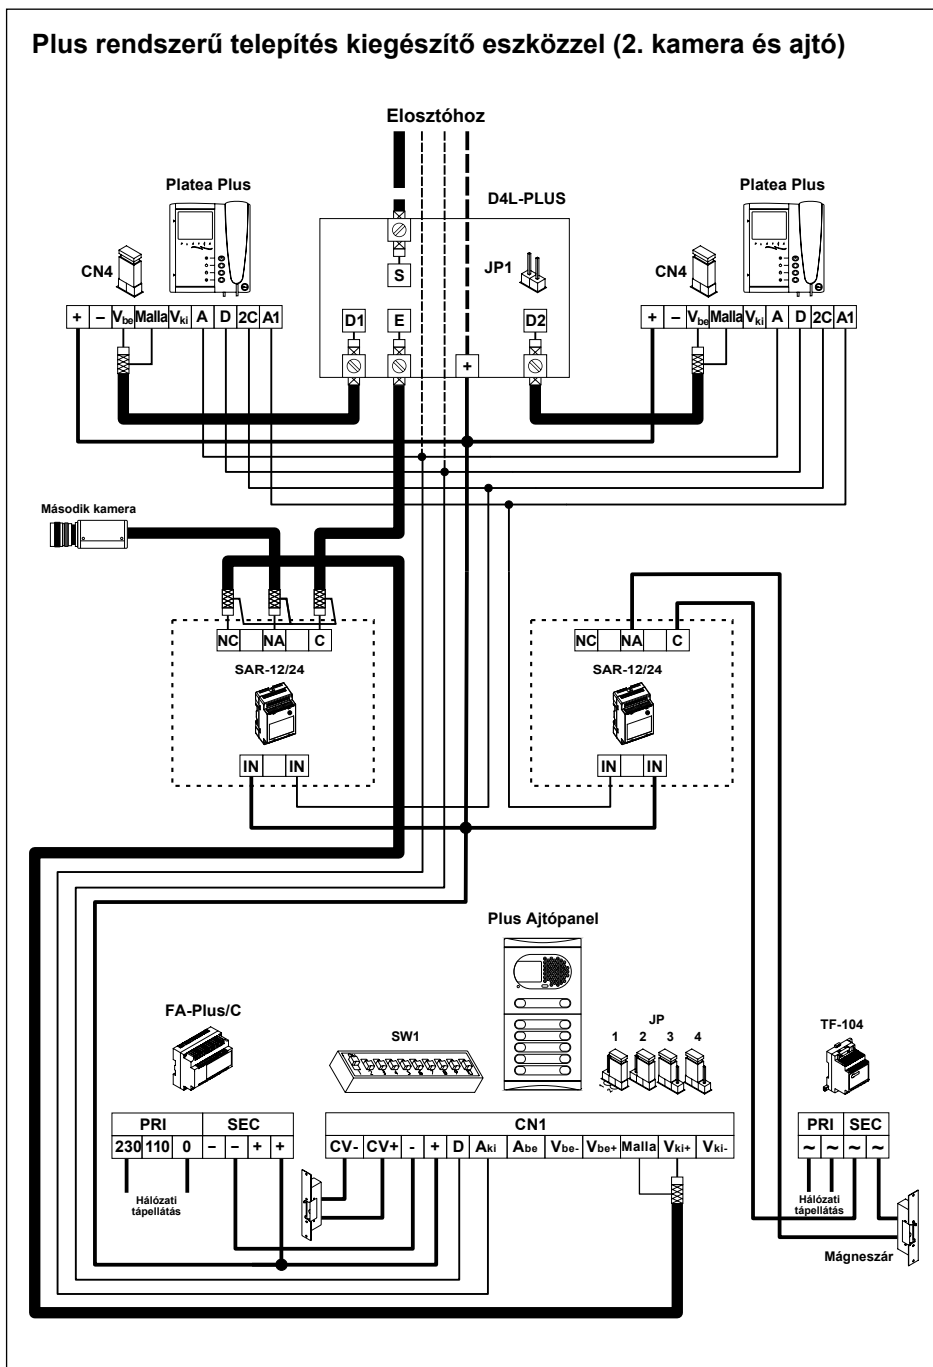 Plus rendszerű telepítés kiegészítő eszközzel (2. kamera és ajtó)
Elosztóhoz
Platea Plus
D4L-PLUS
Platea Plus
CN4
S
JP1
CN4
+ – Vbe Malla Vki A D 2C A1
D1 E D2
+
+ – Vbe Malla Vki A D 2C A1
Második kamera
NC NA C
SAR-12/24
IN IN
NC NA C
SAR-12/24
IN IN
Plus Ajtópanel
FA-Plus/C
SW1
JP
1 2 3 4
TF-104
PRI SEC
230 110 0 – – + +
Hálózati
tápellátás
CN1
CV- CV+ - + D Aki Abe Vbe- Vbe+ Malla Vki+ Vki-
PRI SEC
~ ~ ~ ~
Hálózati
tápellátás
Mágneszár